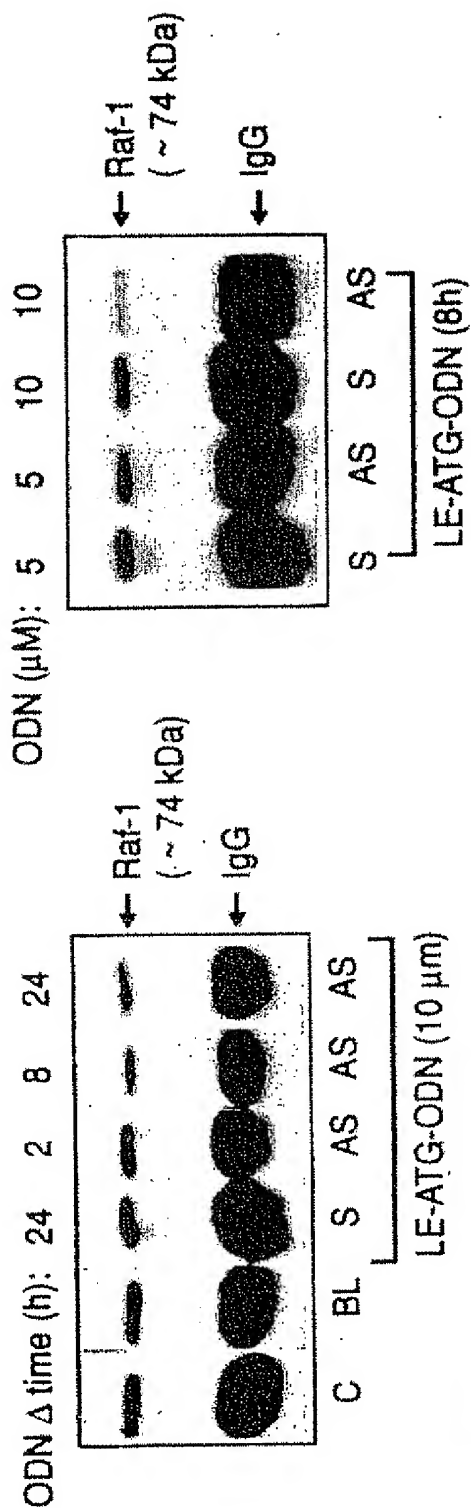 ODN Δ time (h): 24 2 8 24
← Raf-1
(~ 74 kDa)
← IgG
C BL S AS AS AS
LE-ATG-ODN (10 μm)
ODN (μM): 5 5 10 10
← Raf-1
(~ 74 kDa)
← IgG
S AS S AS
LE-ATG-ODN (8h)